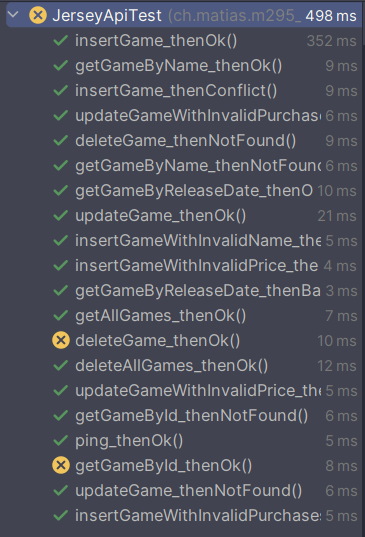 JerseyApiTest (ch.matias.m295_ 498 ms
insertGame_thenOk() 352 ms
getGameByName_thenOk() 9 ms
insertGame_thenConflict() 8 ms
updateGameWithInvalidPurchase 6 ms
deleteGame_thenNotFound() 9 ms
getGameByName_thenNotFound 6 ms
getGameByReleaseDate_thenO 10 ms
updateGame_thenOk() 21 ms
insertGameWithInvalidName_the 5 ms
insertGameWithInvalidPrice_the 4 ms
getGameByReleaseDate_thenBa 3 ms
getAllGames_thenOk() 7 ms
deleteGame_thenOk() 10 ms
deleteAllGames_thenOk() 12 ms
updateGameWithInvalidPrice_the 5 ms
getGameById_thenNotFound() 6 ms
ping_thenOk() 5 ms
getGameById_thenOk() 8 ms
updateGame_thenNotFound() 6 ms
insertGameWithInvalidPurchase 5 ms